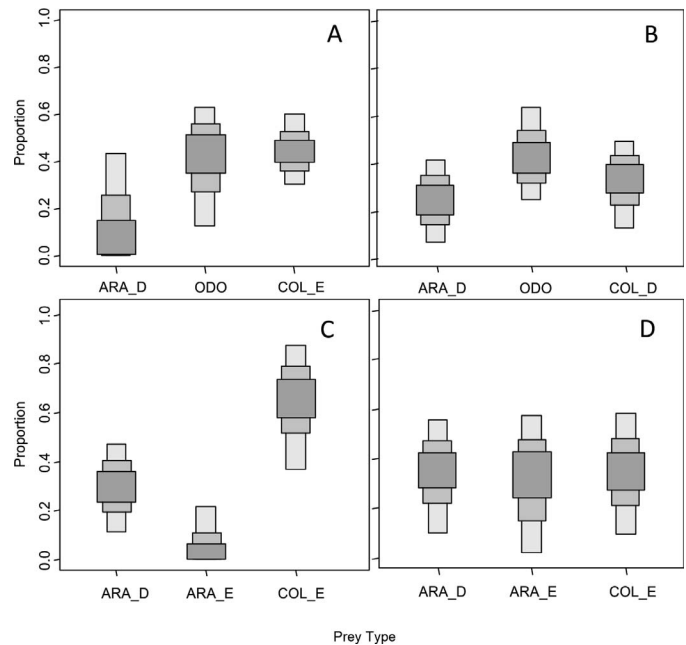 A
B
Proportion
0.0 0.2 0.4 0.6 0.8 1.0
ARA_D ODO COL_E
ARA_D ODO COL_D
C
D
Proportion
0.0 0.2 0.4 0.6 0.8 1.0
ARA_D ARA_E COL_E
ARA_D ARA_E COL_E
Prey Type